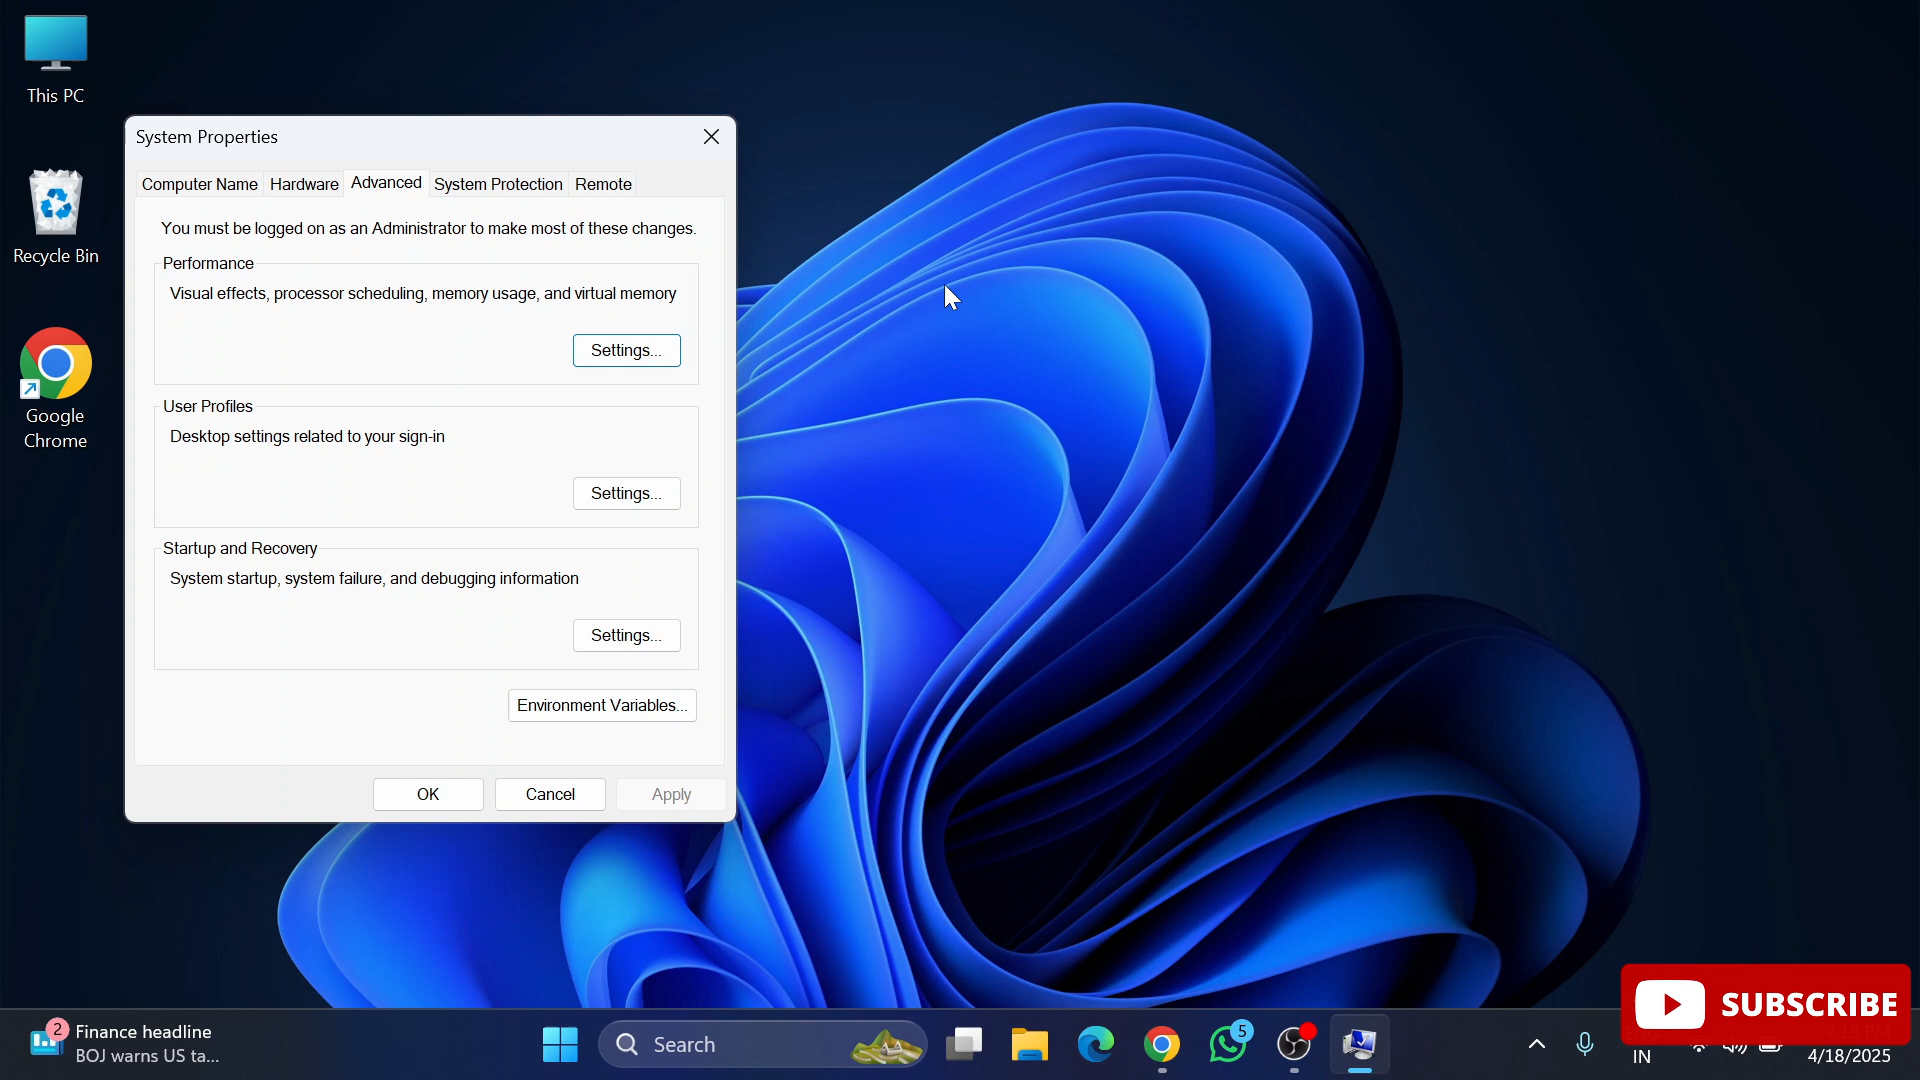 This PC
Recycle Bin
Google
Chrome
System Properties
Computer Name
Hardware
Advanced
System Protection
Remote
You must be logged on as an Administrator to make most of these changes.
Performance
Visual effects, processor scheduling, memory usage, and virtual memory
Settings...
User Profiles
Desktop settings related to your sign-in
Settings...
Startup and Recovery
System startup, system failure, and debugging information
Settings...
Environment Variables...
OK
Cancel
Apply
SUBSCRIBE
2
Finance headline
BOJ warns US ta...
Search
5
IN
4/18/2025